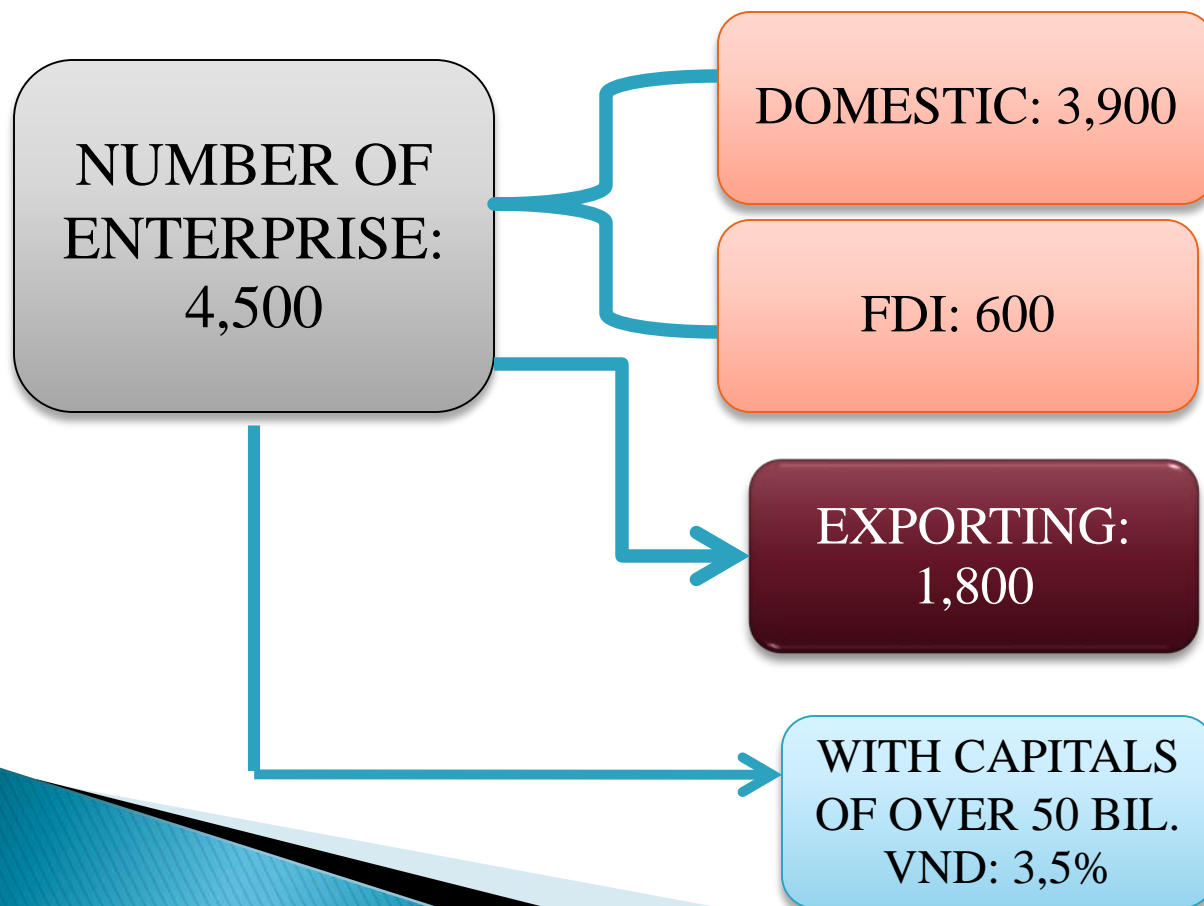 NUMBER OF
ENTERPRISE:
4,500
DOMESTIC: 3,900
FDI: 600
EXPORTING:
1,800
WITH CAPITALS
OF OVER 50 BIL.
VND: 3,5%